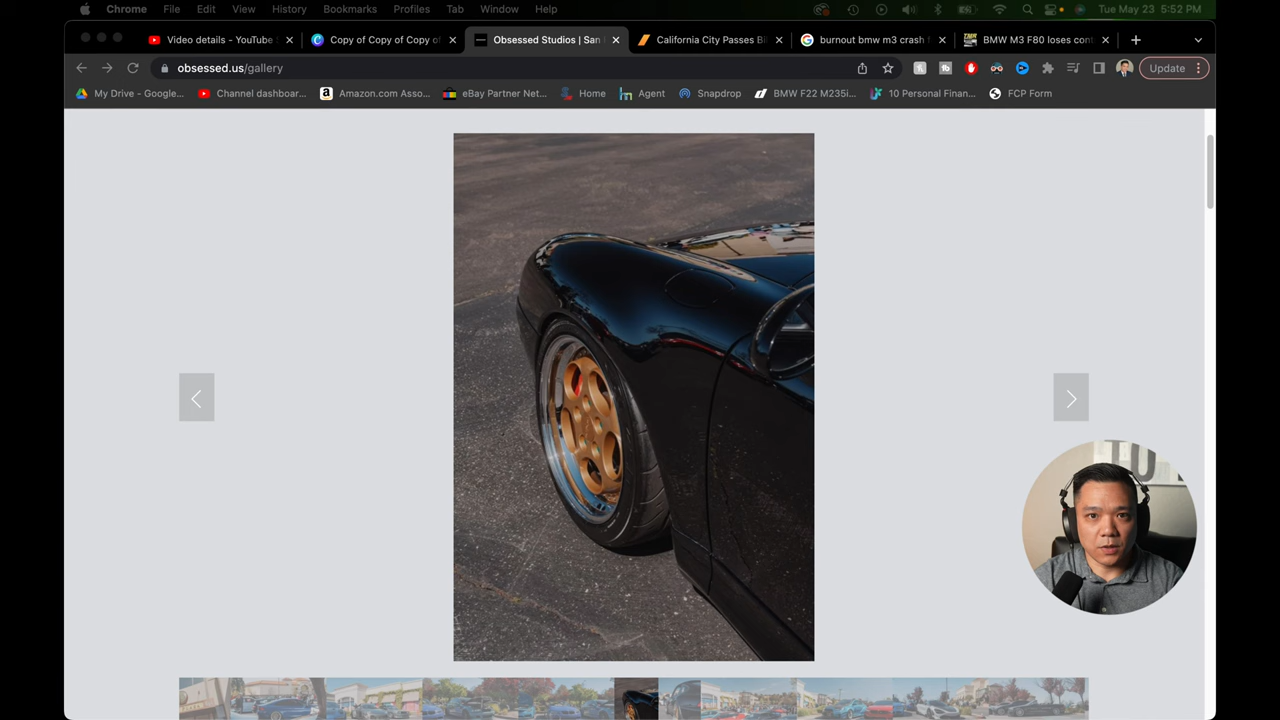 Chrome File Edit View History Bookmarks Profiles Tab Window Help Tue May 23 5:52 PM
Video details - YouTube Copy of Copy of Copy of Obsessed Studios | San California City Passes Bi burnout bmw m3 crash BMW M3 F80 loses cont
obsessed.us/gallery Update
My Drive - Google... Channel dashboar... Amazon.com Asso... eBay Partner Net... Home Agent Snapdrop BMW F22 M235i... 10 Personal Finan... FCP Form